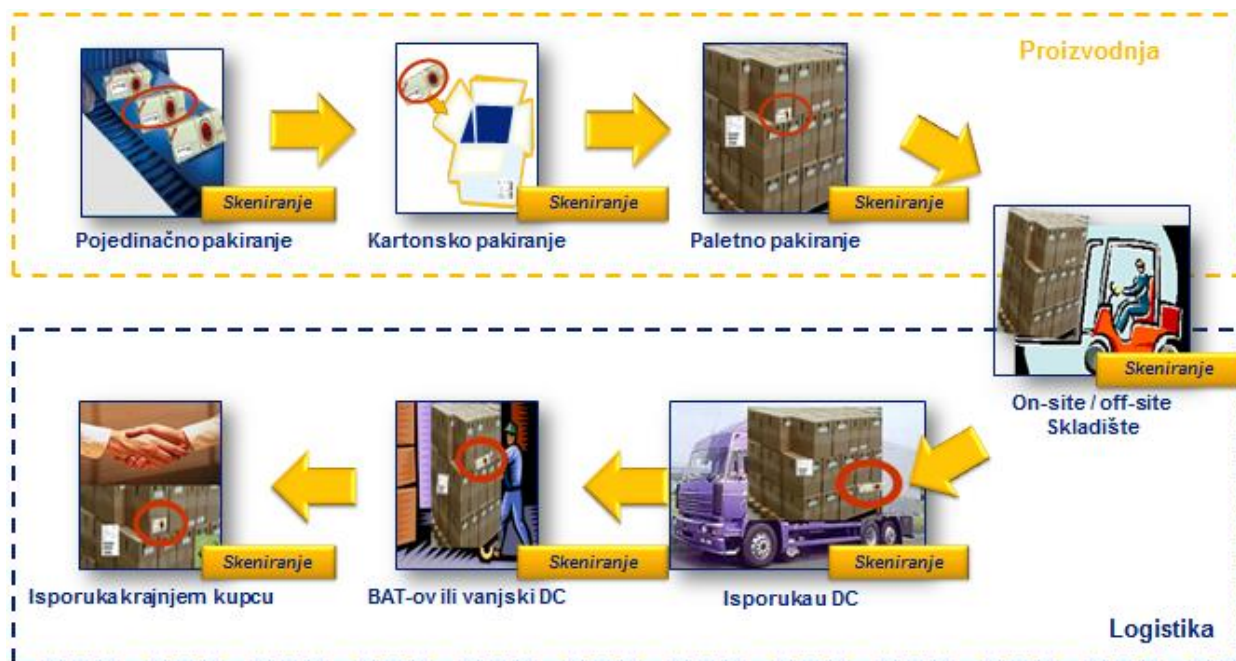 Proizvodnja
Skeniranje
Skeniranje
Skeniranje
Pojedinačno pakiranje
Kartonsko pakiranje
Paletno pakiranje
Skeniranje
On-site / off-site
Skladište
Skeniranje
Skeniranje
Skeniranje
Isporuka krajnjem kupcu
BAT-ov ili vanjski DC
Isporuka u DC
Logistika